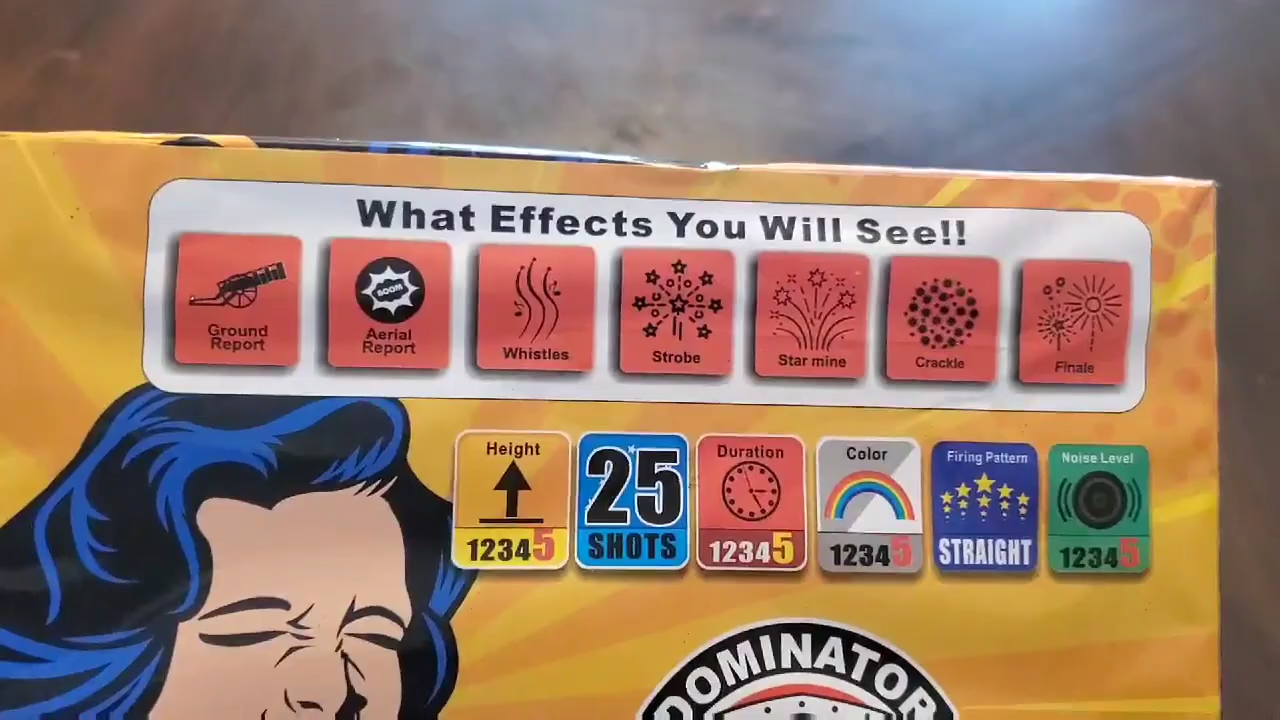 What Effects You Will See!!
Ground
Report
BOOM
Aerial
Report
Whistles
Strobe
Star mine
Crackle
Finale
Height
12345
25
SHOTS
Duration
12345
Color
12345
Firing Pattern
STRAIGHT
Noise Level
12345
DOMINATOR